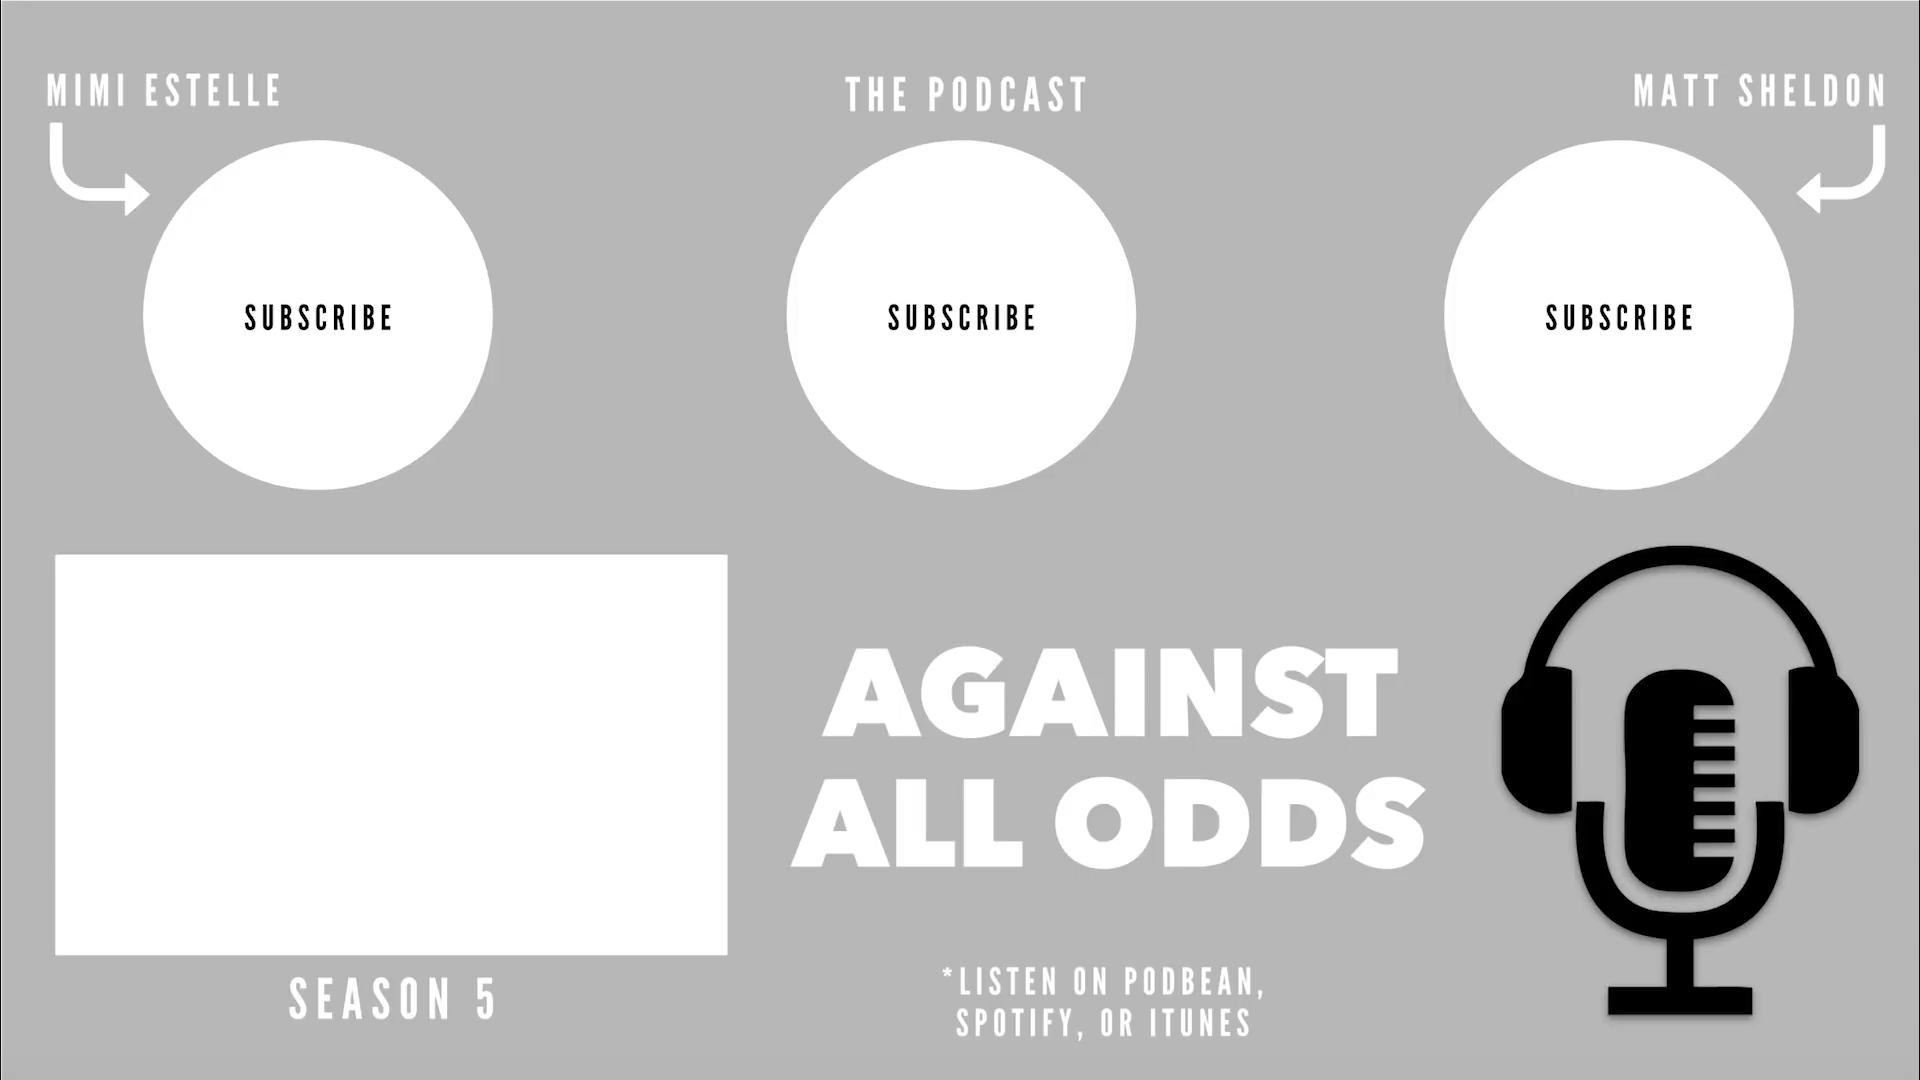 MIMI ESTELLE
THE PODCAST
MATT SHELDON
SUBSCRIBE
SUBSCRIBE
SUBSCRIBE
AGAINST
ALL ODDS
SEASON 5
*LISTEN ON PODBEAN,
SPOTIFY, OR ITUNES